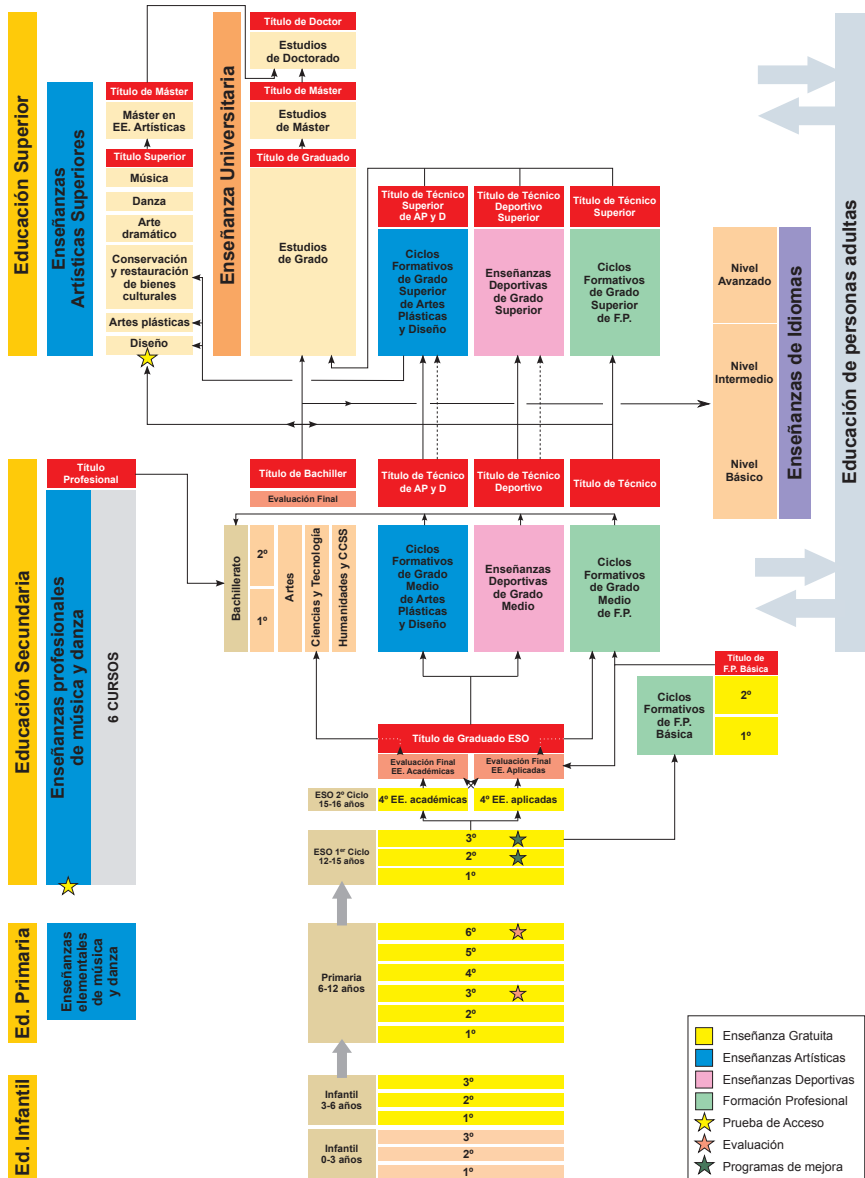 Educación Superior
Enseñanzas
Artísticas Superiores
Título de Máster
Máster en
EE. Artísticas
Título Superior
Música
Danza
Arte
dramático
Conservación
y restauración
de bienes
culturales
Artes plásticas
Diseño
Enseñanza Universitaria
Título de Doctor
Estudios
de Doctorado
Título de Máster
Estudios
de Máster
Título de Graduado
Estudios
de Grado
Título de Técnico
Superior
de AP y D
Ciclos
Formativos
de Grado
Superior
de Artes
Plásticas
y Diseño
Título de Técnico
Deportivo
Superior
Enseñanzas
Deportivas
de Grado
Superior
Título de Técnico
Superior
Ciclos
Formativos
de Grado
Superior
de F.P.
Nivel
Avanzado
Nivel
Intermedio
Nivel
Básico
Enseñanzas de Idiomas
Educación de personas adultas
Educación Secundaria
Título
Profesional
Enseñanzas profesionales
de música y danza
6 CURSOS
Título de Bachiller
Evaluación Final
Bachillerato
2º
1º
Artes
Ciencias y Tecnología
Humanidades y CCSS
Título de Técnico
de AP y D
Ciclos
Formativos
de Grado
Medio
de Artes
Plásticas
y Diseño
Título de Técnico
Deportivo
Enseñanzas
Deportivas
de Grado
Medio
Título de Técnico
Ciclos
Formativos
de Grado
Medio
de F.P.
Título de
F.P. Básica
Ciclos
Formativos
de F.P.
Básica
2º
1º
Título de Graduado ESO
Evaluación Final
EE. Académicas
Evaluación Final
EE. Aplicadas
ESO 2º Ciclo
15-16 años
4º EE. académicas
4º EE. aplicadas
ESO 1er Ciclo
12-15 años
3º
2º
1º
Ed. Primaria
Enseñanzas
elementales
de música
y danza
Primaria
6-12 años
6º
5º
4º
3º
2º
1º
Ed. Infantil
Infantil
3-6 años
3º
2º
1º
Infantil
0-3 años
3º
2º
1º
Enseñanza Gratuita
Enseñanzas Artísticas
Enseñanzas Deportivas
Formación Profesional
Prueba de Acceso
Evaluación
Programas de mejora